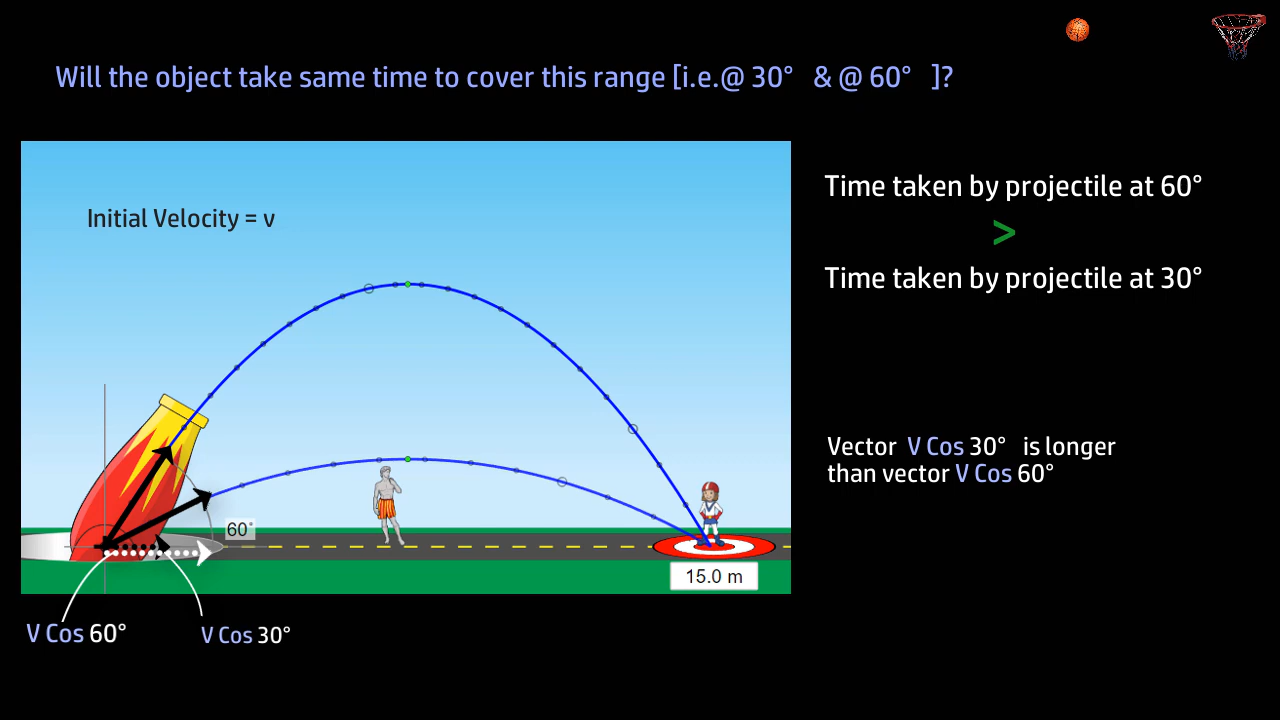 Will the object take same time to cover this range [i.e.@ 30° & @ 60° ]?
Initial Velocity = v
Time taken by projectile at 60°
>
Time taken by projectile at 30°
Vector V Cos 30° is longer
than vector V Cos 60°
60°
15.0 m
V Cos 60°
V Cos 30°